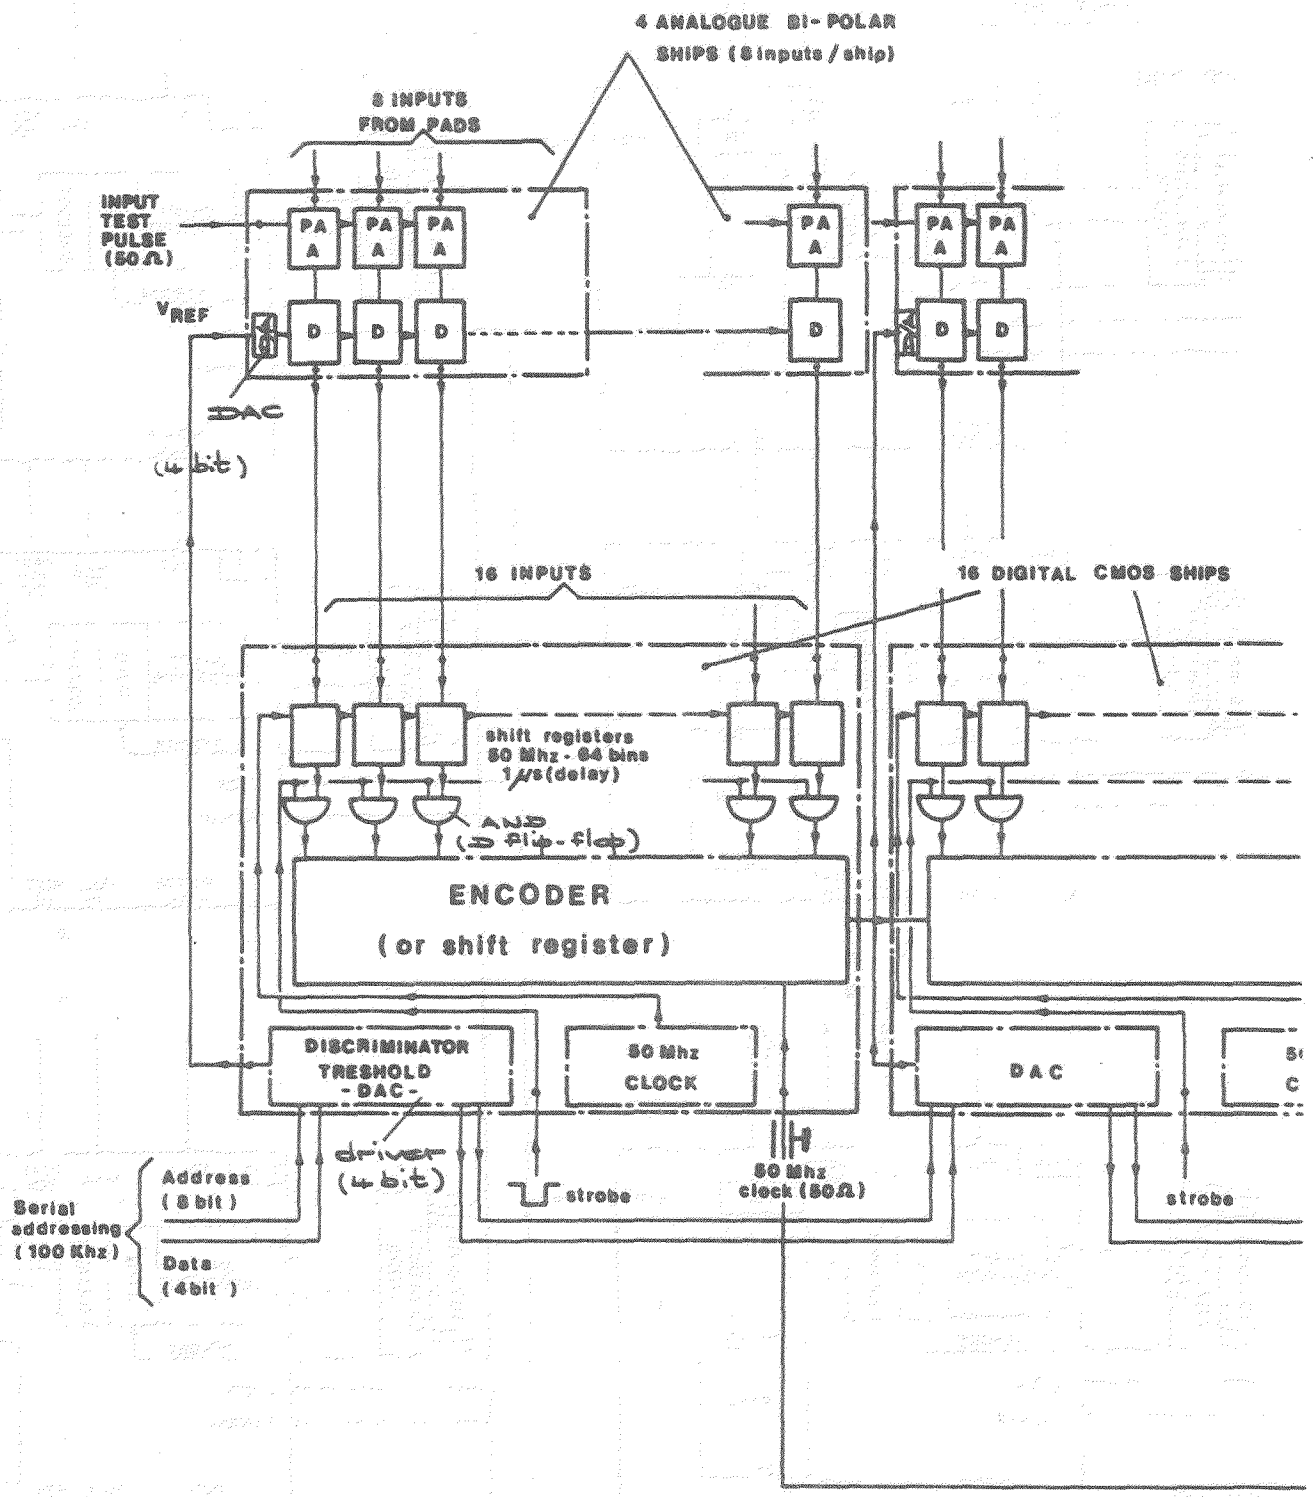 4 ANALOGUE BI-POLAR
SHIPS (8 inputs/ship)
8 INPUTS
FROM PADS
INPUT
TEST
PULSE
(50Ω)
PA
A
PA
A
PA
A
PA
A
PA
A
PA
A
VREF
D
D
D
D
D
D
DAC
(4 bit)
16 INPUTS
16 DIGITAL CMOS SHIPS
shift registers
50 Mhz - 64 bins
1 μs (delay)
AND
(D flip-flop)
ENCODER
(or shift register)
DISCRIMINATOR
TRESHOLD
- DAC -
50 Mhz
CLOCK
DAC
driver
(4 bit)
strobe
50 Mhz
clock (50Ω)
strobe
Serial
addressing
(100 Khz)
Address
(8 bit)
Data
(4bit)